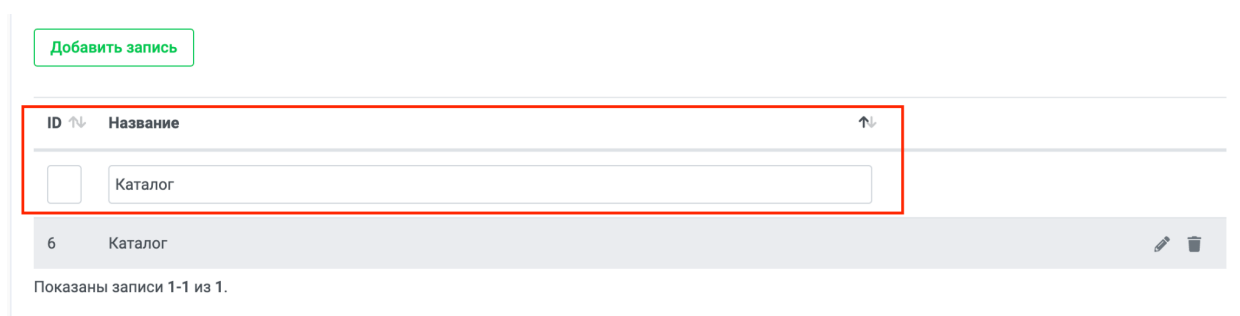 Добавить запись
ID Название
Каталог
6 Каталог
Показаны записи 1-1 из 1.